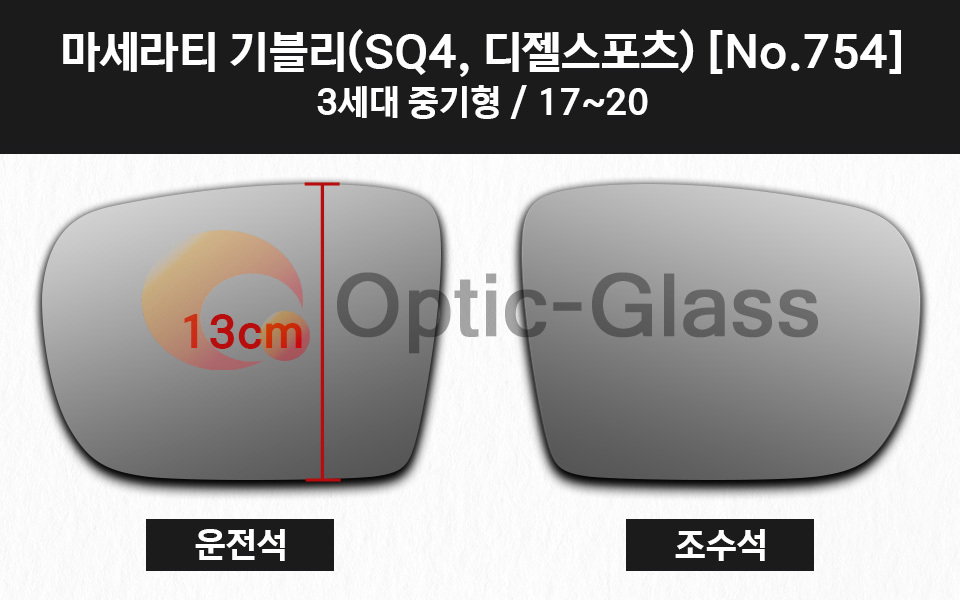 마세라티 기블리(SQ4, 디젤스포츠) [No.754]
3세대 중기형 / 17~20
13cm
Optic-Glass
운전석
조수석